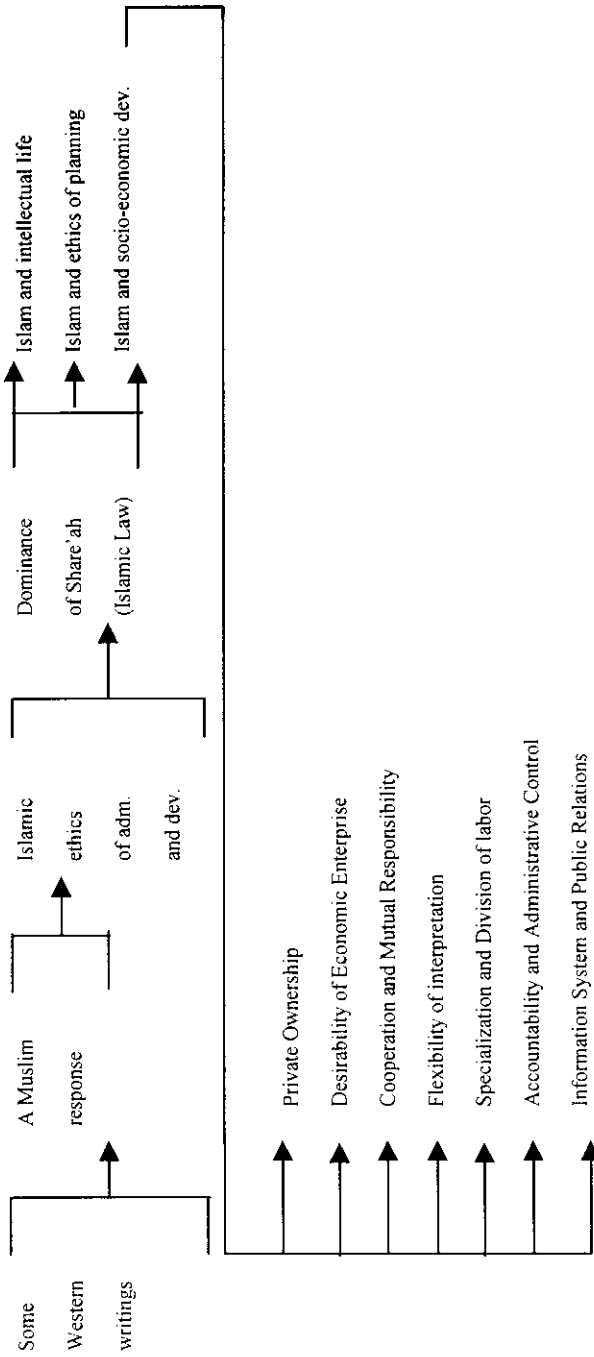 Some
Western
writings
A Muslim
response
Islamic
ethics
of adm.
and dev.
Dominance
of Share'ah
(Islamic Law)
Islam and intellectual life
Islam and ethics of planning
Islam and socio-economic dev.
Private Ownership
Desirability of Economic Enterprise
Cooperation and Mutual Responsibility
Flexibility of interpretation
Specialization and Division of labor
Accountability and Administrative Control
Information System and Public Relations